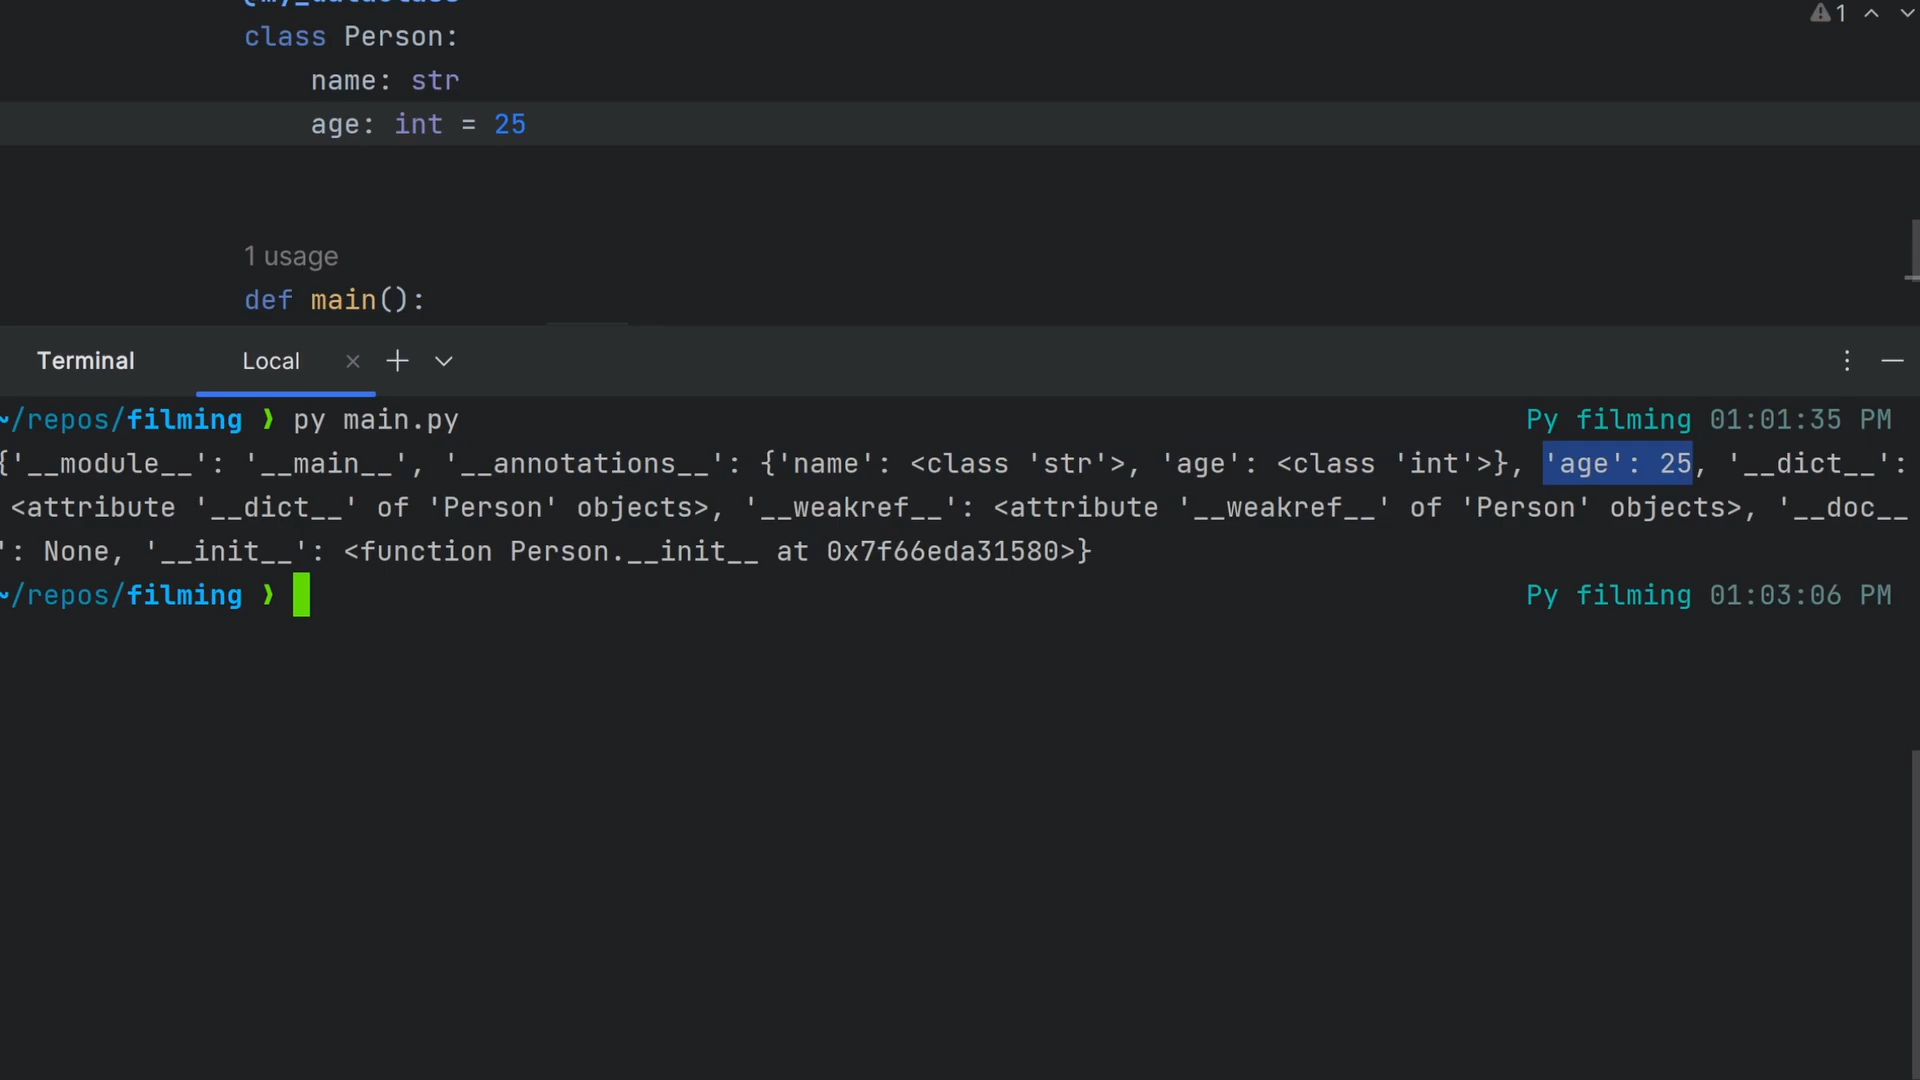 1
class Person:
name: str
age: int = 25
1 usage
def main():
Terminal Local
~/repos/filming ❯ py main.py Py filming 01:01:35 PM
{'__module__': '__main__', '__annotations__': {'name': <class 'str'>, 'age': <class 'int'>}, 'age': 25, '__dict__':
<attribute '__dict__' of 'Person' objects>, '__weakref__': <attribute '__weakref__' of 'Person' objects>, '__doc__
': None, '__init__': <function Person.__init__ at 0x7f66eda31580>}
~/repos/filming ❯ Py filming 01:03:06 PM